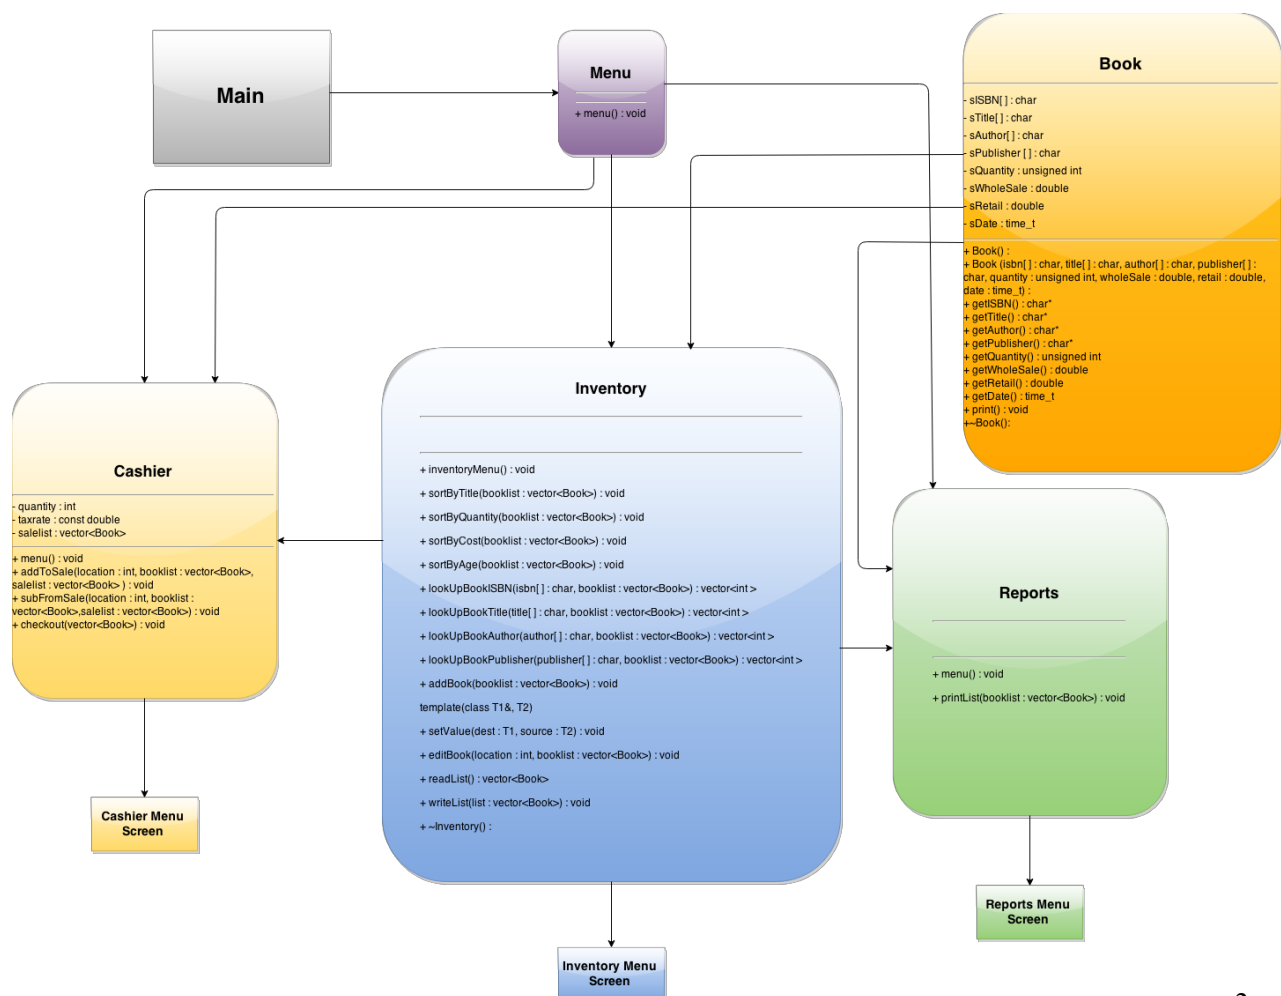 Main
Menu
+ menu() : void
Book
- sISBN[ ] : char
- sTitle[ ] : char
- sAuthor[ ] : char
- sPublisher [ ] : char
- sQuantity : unsigned int
- sWholeSale : double
- sRetail : double
- sDate : time_t
+ Book() :
+ Book (isbn[ ] : char, title[ ] : char, author[ ] : char, publisher[ ] :
char, quantity : unsigned int, wholeSale : double, retail : double,
date : time_t) :
+ getISBN() : char*
+ getTitle() : char*
+ getAuthor() : char*
+ getPublisher() : char*
+ getQuantity() : unsigned int
+ getWholeSale() : double
+ getRetail() : double
+ getDate() : time_t
+ print() : void
+~Book():
Cashier
- quantity : int
- taxrate : const double
- salelist : vector<Book>
+ menu() : void
+ addToSale(location : int, booklist : vector<Book>,
salelist : vector<Book> ) : void
+ subFromSale(location : int, booklist :
vector<Book>,salelist : vector<Book>) : void
+ checkout(vector<Book>) : void
Inventory
+ inventoryMenu() : void
+ sortByTitle(booklist : vector<Book>) : void
+ sortByQuantity(booklist : vector<Book>) : void
+ sortByCost(booklist : vector<Book>) : void
+ sortByAge(booklist : vector<Book>) : void
+ lookUpBookISBN(isbn[ ] : char, booklist : vector<Book>) : vector<int >
+ lookUpBookTitle(title[ ] : char, booklist : vector<Book>) : vector<int >
+ lookUpBookAuthor(author[ ] : char, booklist : vector<Book>) : vector<int >
+ lookUpBookPublisher(publisher[ ] : char, booklist : vector<Book>) : vector<int >
+ addBook(booklist : vector<Book>) : void
template(class T1&, T2)
+ setValue(dest : T1, source : T2) : void
+ editBook(location : int, booklist : vector<Book>) : void
+ readList() : vector<Book>
+ writeList(list : vector<Book>) : void
+ ~Inventory() :
Reports
+ menu() : void
+ printList(booklist : vector<Book>) : void
Cashier Menu
Screen
Reports Menu
Screen
Inventory Menu
Screen